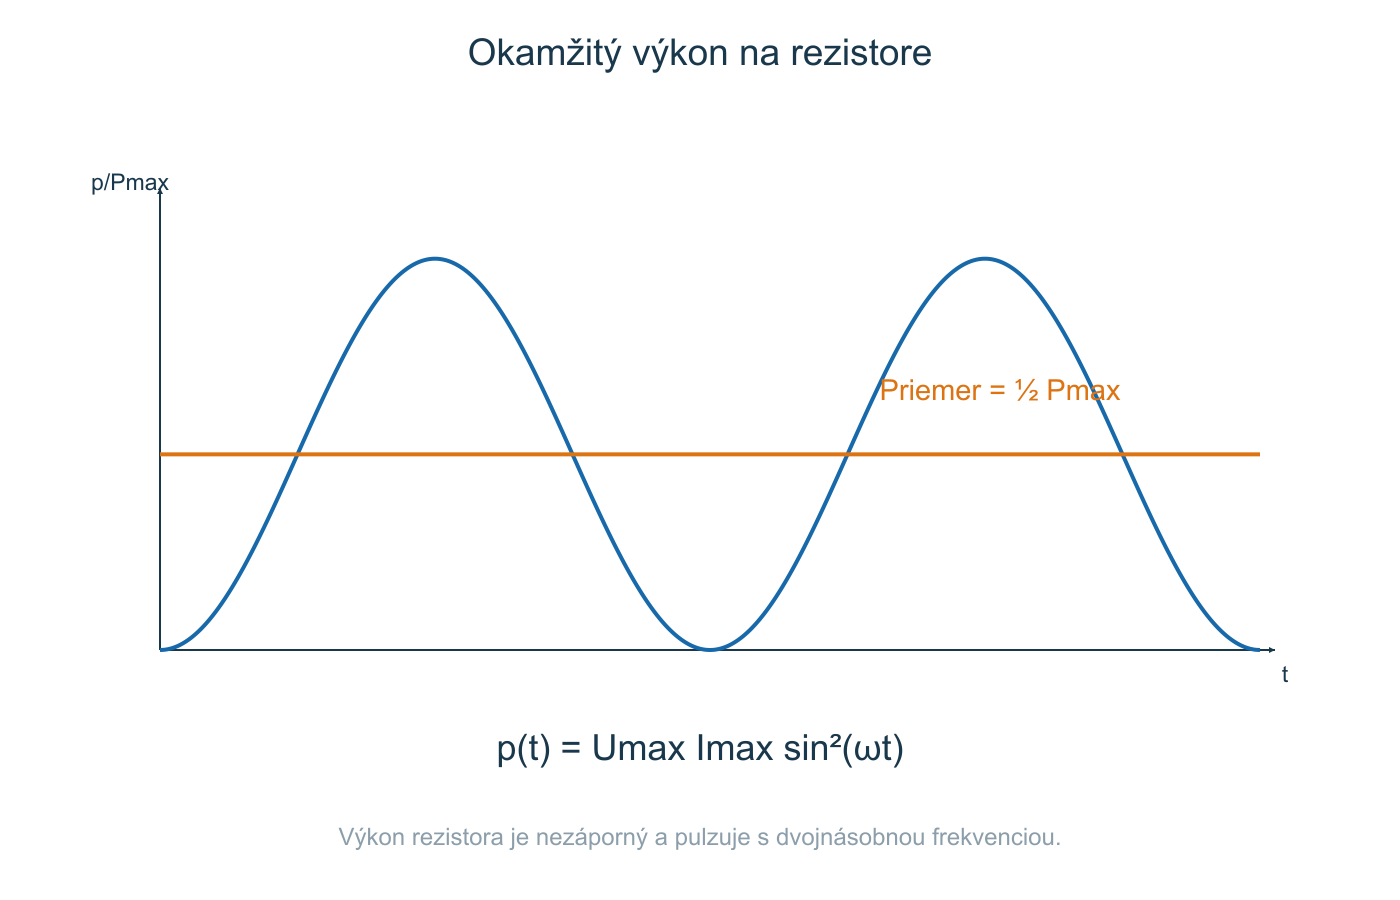 Okamžitý výkon na rezistore
p/Pmax
Priemer = ½ Pmax
t
p(t) = Umax Imax sin²(ωt)
Výkon rezistora je nezáporný a pulzuje s dvojnásobnou frekvenciou.